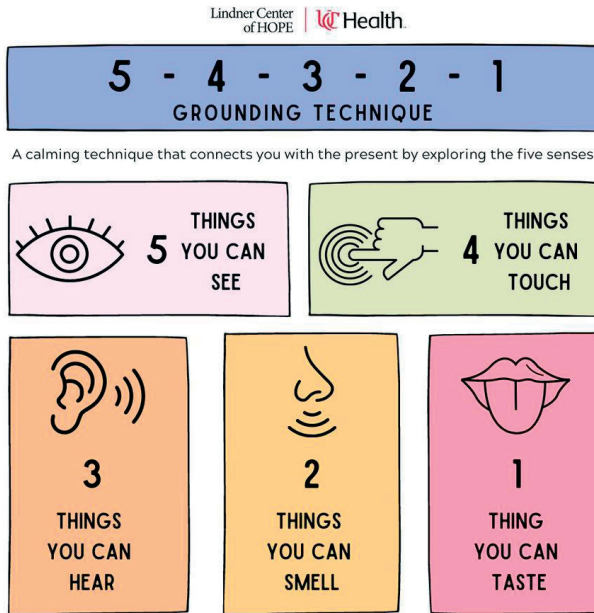 Lindner Center
of HOPE
UC Health
5 - 4 - 3 - 2 - 1
GROUNDING TECHNIQUE
A calming technique that connects you with the present by exploring the five senses
5
THINGS
YOU CAN
SEE
4
THINGS
YOU CAN
TOUCH
3
THINGS
YOU CAN
HEAR
2
THINGS
YOU CAN
SMELL
1
THING
YOU CAN
TASTE